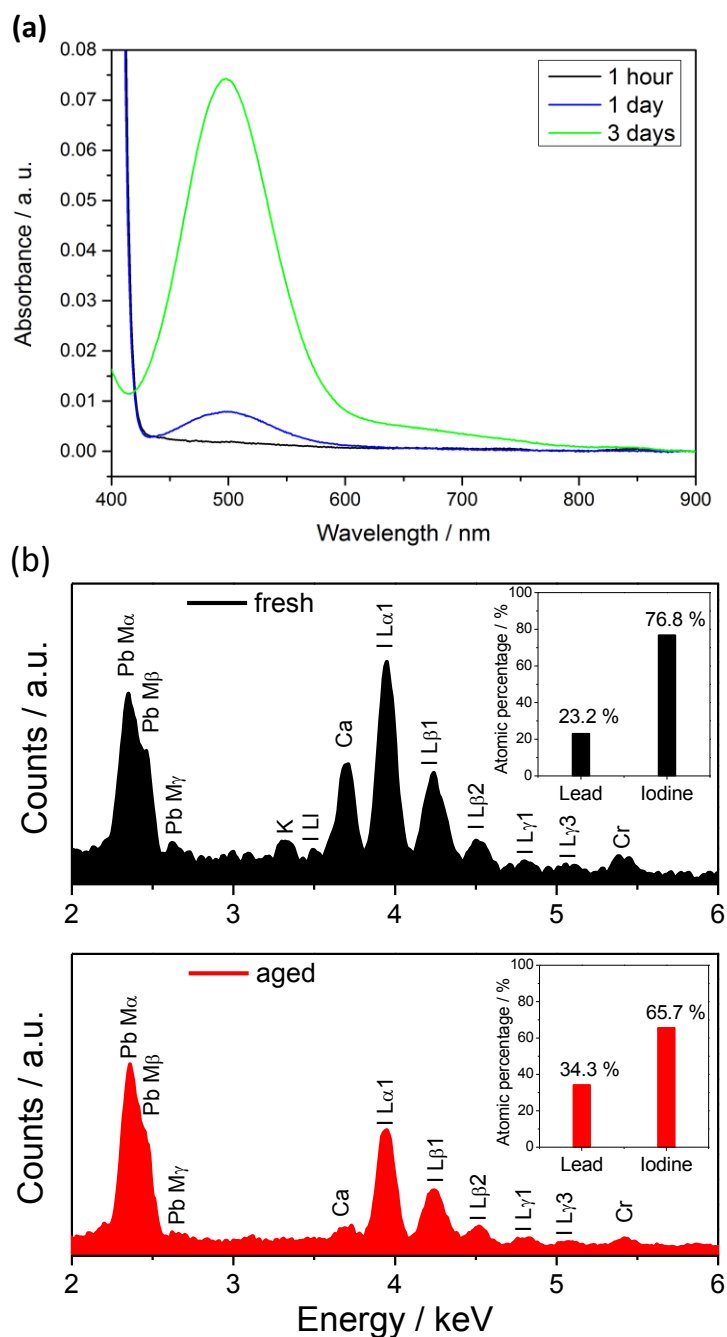 (a)
0.08
0.07
0.06
0.05
0.04
0.03
0.02
0.01
0.00
Absorbance / a. u.
1 hour
1 day
3 days
400 500 600 700 800 900
Wavelength / nm
(b)
Counts / a.u.
fresh
Pb Mα
Pb Mβ
Pb Mγ
K
I Ll
Ca
I Lα1
I Lβ1
I Lβ2
I Lγ1
I Lγ3
Cr
Atomic percentage / %
100
80
60
40
20
0
23.2 %
76.8 %
Lead Iodine
2 3 4 5 6
Counts / a.u.
aged
Pb Mα
Pb Mβ
Pb Mγ
Ca
I Lα1
I Lβ1
I Lβ2
I Lγ1
I Lγ3
Cr
Atomic percentage / %
100
80
60
40
20
0
34.3 %
65.7 %
Lead Iodine
2 3 4 5 6
Energy / keV